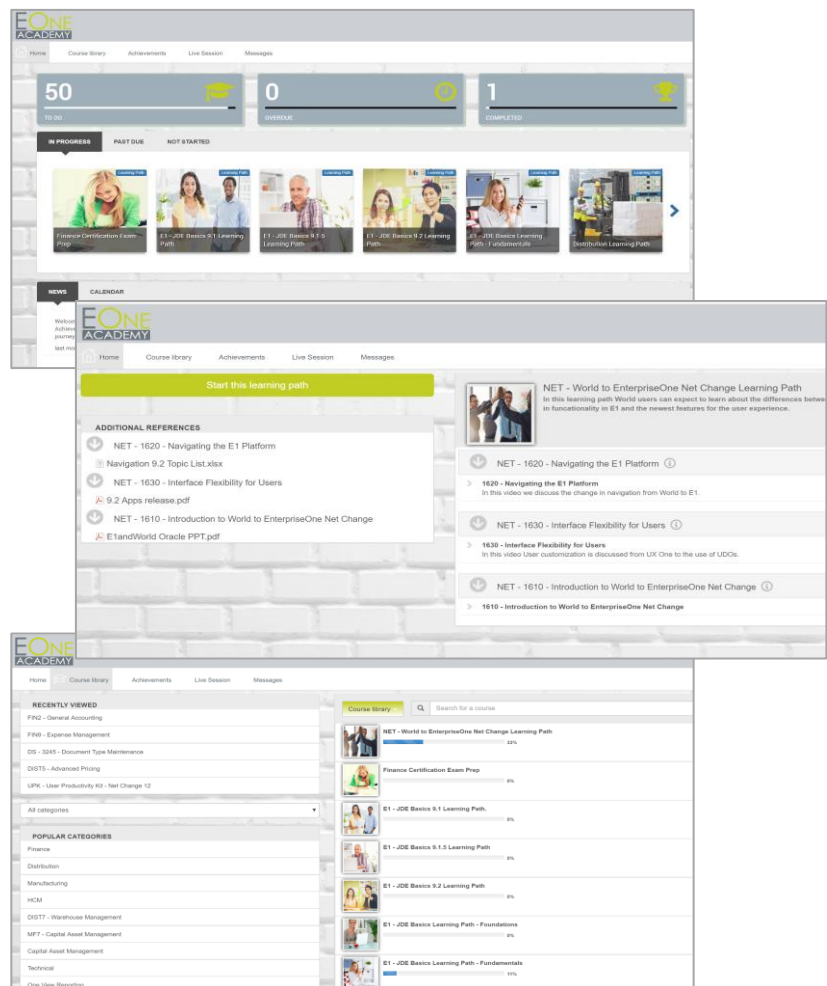 EONE
ACADEMY
Home Course library Achievements Live Session Messages
50 0 1
TO DO OVERDUE COMPLETED
IN PROGRESS PAST DUE NOT STARTED
Learning Path Learning Path Learning Path Learning Path Learning Path
Finance Certification Exam Prep
E1 - JDE Basics 9.1 Learning Path
E1 - JDE Basics 9.1.5 Learning Path
E1 - JDE Basics 9.2 Learning Path
E1 - JDE Basics Learning Path - Fundamentals
Distribution Learning Path
NEWS CALENDAR
EONE
ACADEMY
Home Course library Achievements Live Session Messages
Start this learning path
ADDITIONAL REFERENCES
NET - 1620 - Navigating the E1 Platform
Navigation 9.2 Topic List.xlsx
NET - 1630 - Interface Flexibility for Users
9.2 Apps release.pdf
NET - 1610 - Introduction to World to EnterpriseOne Net Change
E1andWorld Oracle PPT.pdf
NET - World to EnterpriseOne Net Change Learning Path
In this learning path World users can expect to learn about the differences betwe
in funcationality in E1 and the newest features for the user experience.
NET - 1620 - Navigating the E1 Platform
1620 - Navigating the E1 Platform
In this video we discuss the change in navigation from World to E1.
NET - 1630 - Interface Flexibility for Users
1630 - Interface Flexibility for Users
In this video User customization is discussed from UX One to the use of UDOs.
NET - 1610 - Introduction to World to EnterpriseOne Net Change
1610 - Introduction to World to EnterpriseOne Net Change
EONE
ACADEMY
Home Course library Achievements Live Session Messages
RECENTLY VIEWED
FIN2 - General Accounting
FIN9 - Expense Management
DS - 3245 - Document Type Maintenance
DIST5 - Advanced Pricing
UPK - User Productivity Kit - Net Change 12
All categories
POPULAR CATEGORIES
Finance
Distribution
Manufacturing
HCM
DIST7 - Warehouse Management
MF7 - Capital Asset Management
Capital Asset Management
Technical
One View Reporting
Course library Search for a course
NET - World to EnterpriseOne Net Change Learning Path
33%
Finance Certification Exam Prep
0%
E1 - JDE Basics 9.1 Learning Path.
0%
E1 - JDE Basics 9.1.5 Learning Path
0%
E1 - JDE Basics 9.2 Learning Path
0%
E1 - JDE Basics Learning Path - Foundations
0%
E1 - JDE Basics Learning Path - Fundamentals
11%